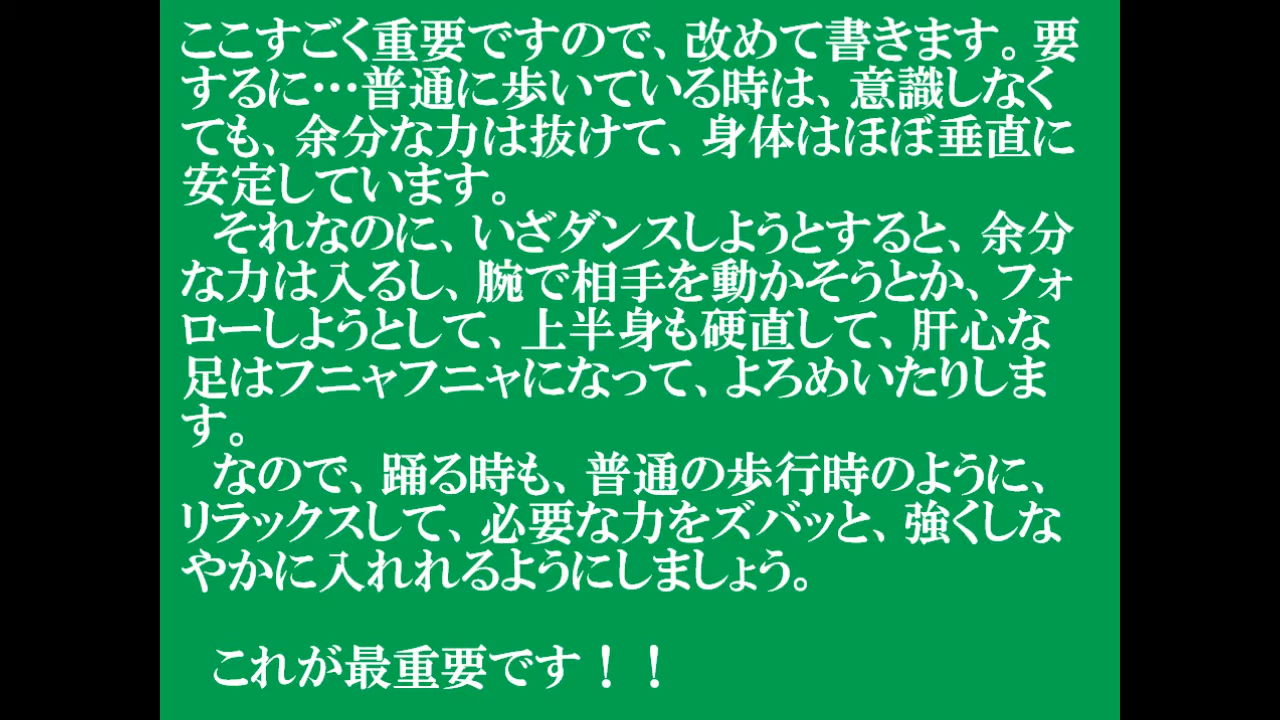 ここすごく重要ですので、改めて書きます。要
するに…普通に歩いている時は、意識しなく
ても、余分な力は抜けて、身体はほぼ垂直に
安定しています。
　それなのに、いざダンスしようとすると、余分
な力は入るし、腕で相手を動かそうとか、フォ
ローしようとして、上半身も硬直して、肝心な
足はフニャフニャになって、よろめいたりしま
す。
　なので、踊る時も、普通の歩行時のように、
リラックスして、必要な力をズバッと、強くしな
やかに入れれるようにしましょう。
　これが最重要です！！